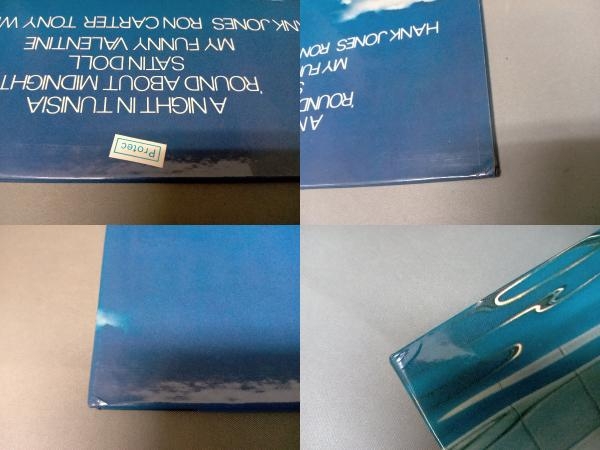 A NIGHT IN TUNISIA
'ROUND ABOUT MIDNIGHT
SATIN DOLL
MY FUNNY VALENTINE
HANK JONES RON CARTER TONY
Protec
A
'ROUND
S
MY FU
HANK JONES RON